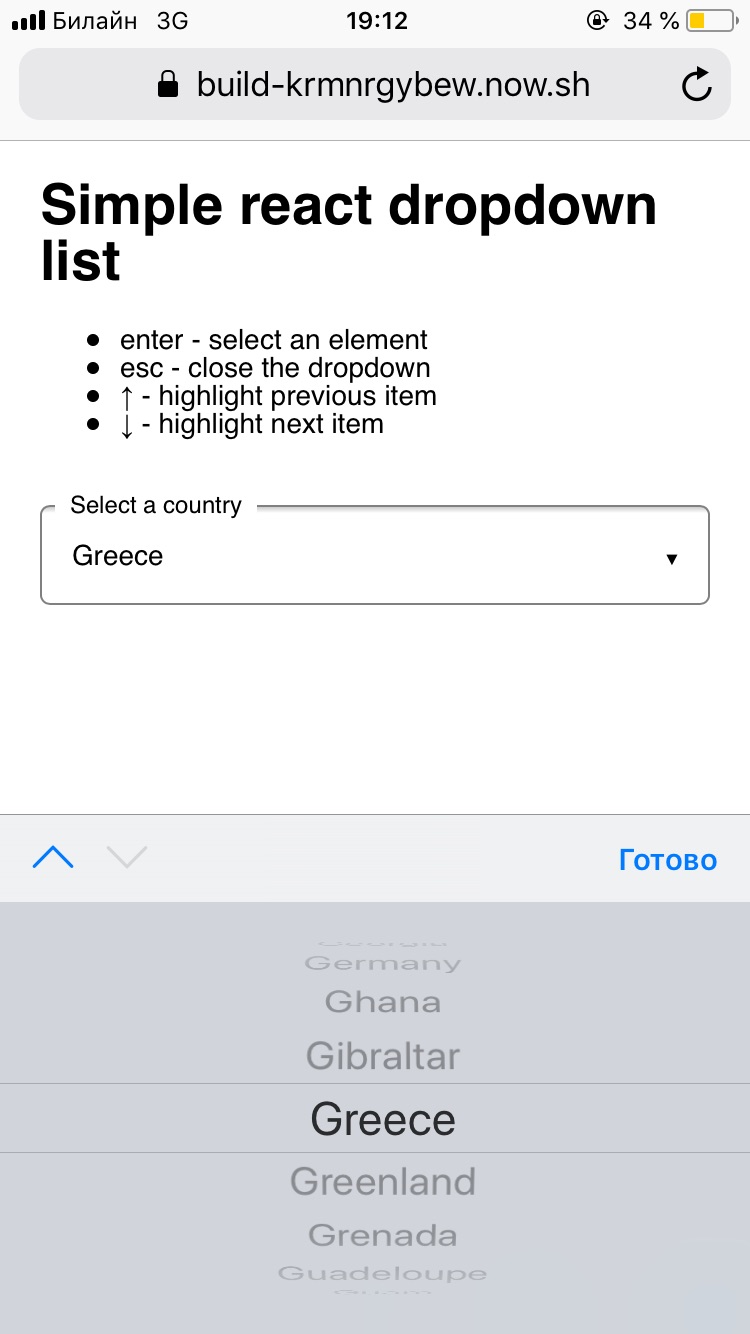 Билайн 3G 19:12 34 %
build-krmnrgybew.now.sh
Simple react dropdown
list
enter - select an element
esc - close the dropdown
↑ - highlight previous item
↓ - highlight next item
Select a country
Greece ▼
Готово
Georgia
Germany
Ghana
Gibraltar
Greece
Greenland
Grenada
Guadeloupe
Guam